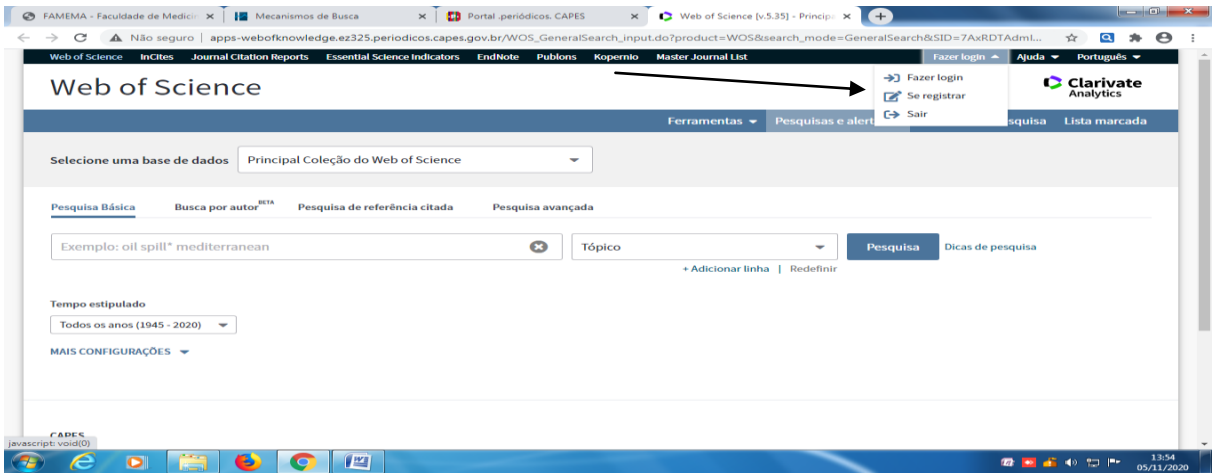 FAMEMA - Faculdade de Medicin
Mecanismos de Busca
Portal .periódicos. CAPES
Web of Science [v.5.35] - Principa
Não seguro | apps-webofknowledge.ez325.periodicos.capes.gov.br/WOS_GeneralSearch_input.do?product=WOS&search_mode=GeneralSearch&SID=7AxRDTAdmI...
Web of Science InCites Journal Citation Reports Essential Science Indicators EndNote Publons Kopernio Master Journal List Fazer login Ajuda Português
Web of Science
Fazer login
Se registrar
Sair
Clarivate
Analytics
Ferramentas Pesquisas e alert squisa Lista marcada
Selecione uma base de dados Principal Coleção do Web of Science
Pesquisa Básica Busca por autor BETA Pesquisa de referência citada Pesquisa avançada
Exemplo: oil spill* mediterranean Tópico Pesquisa Dicas de pesquisa
+ Adicionar linha | Redefinir
Tempo estipulado
Todos os anos (1945 - 2020)
MAIS CONFIGURAÇÕES
CAPES
javascript: void(0)
13:54
05/11/2020